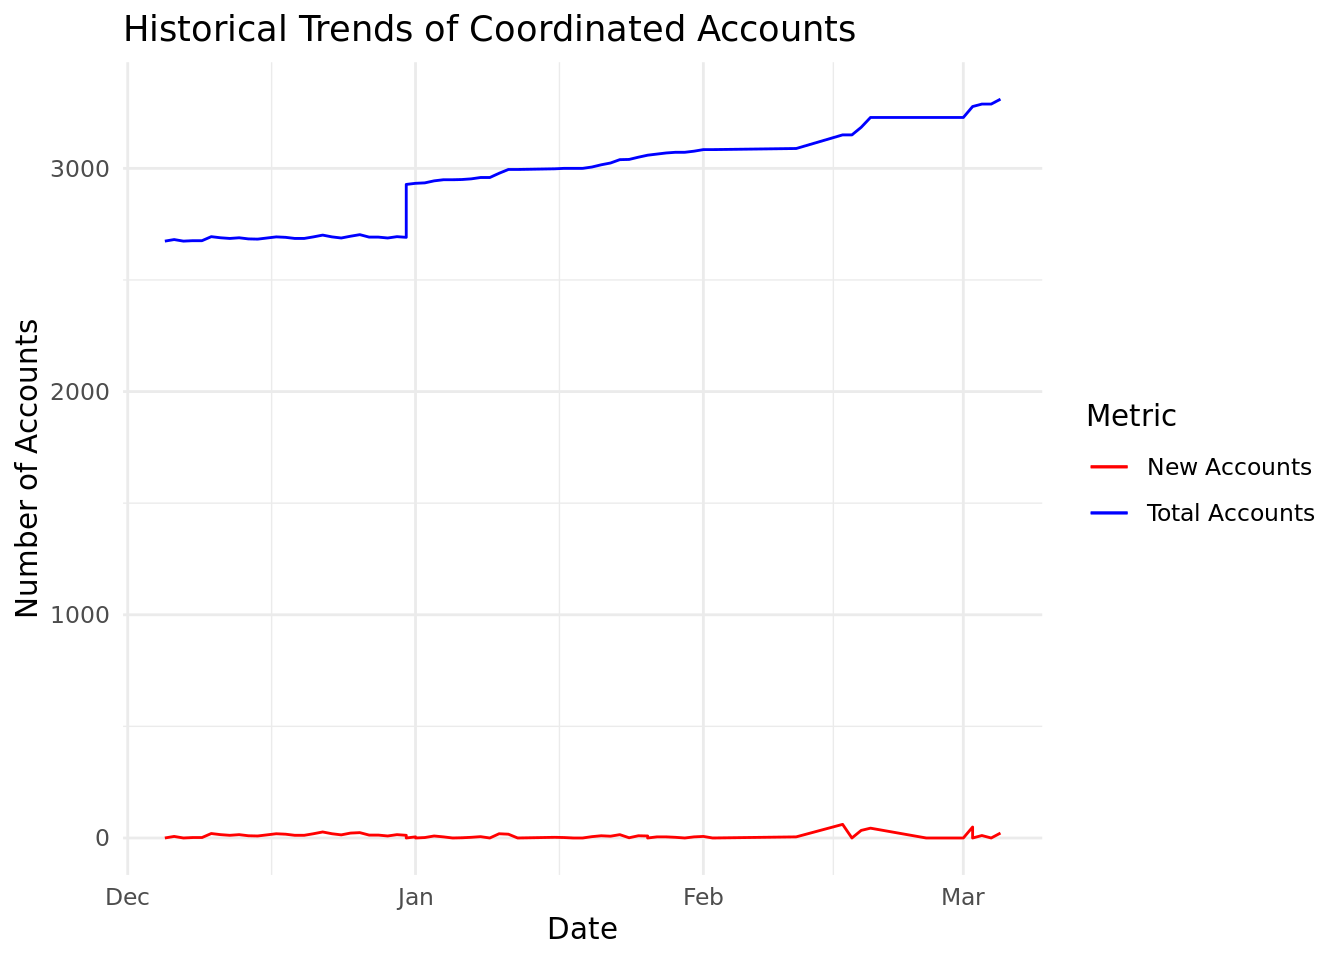 Historical Trends of Coordinated Accounts
Number of Accounts
3000
2000
1000
0
Dec
Jan
Feb
Mar
Date
Metric
New Accounts
Total Accounts